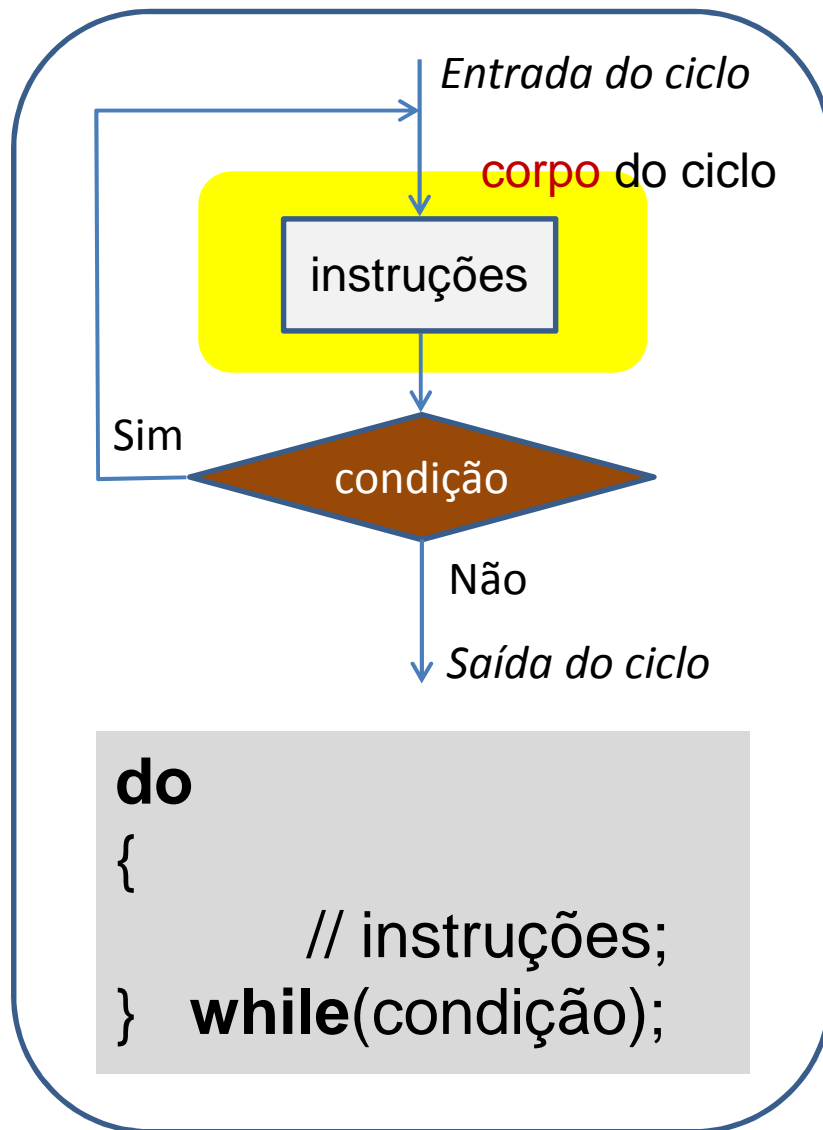 Entrada do ciclo
corpo do ciclo
instruções
Sim
condição
Não
Saída do ciclo
do
{
// instruções;
} while(condição);